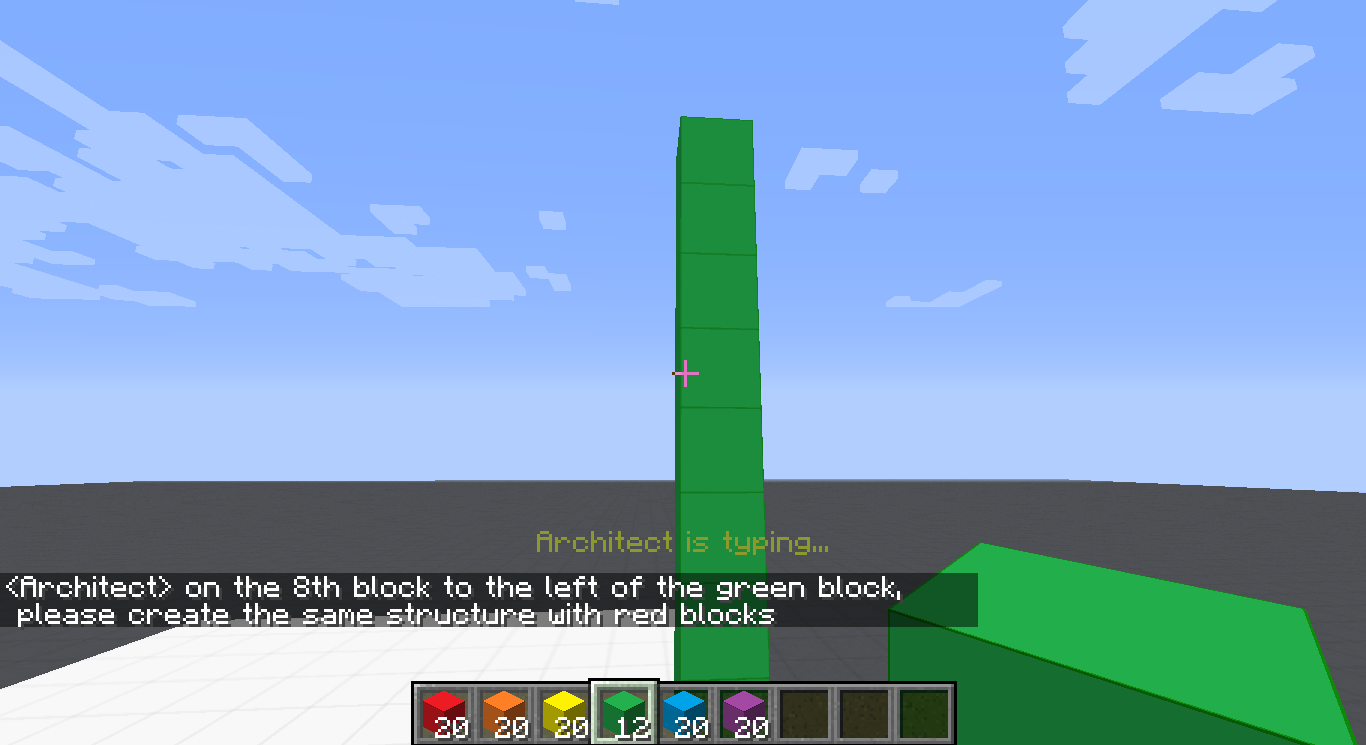 Architect is typing...
<Architect> on the 8th block to the left of the green block,
please create the same structure with red blocks
20 20 20 12 20 20